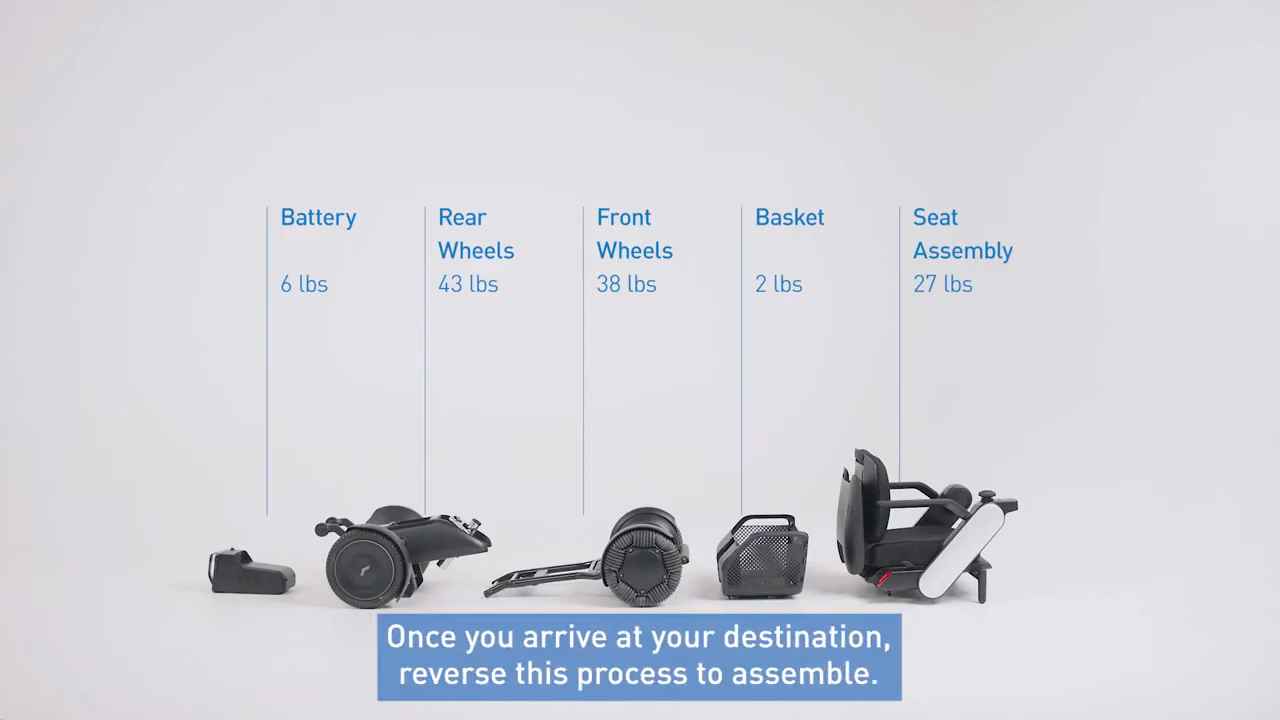 Battery
6 lbs
Rear
Wheels
43 lbs
Front
Wheels
38 lbs
Basket
2 lbs
Seat
Assembly
27 lbs
Once you arrive at your destination,
reverse this process to assemble.